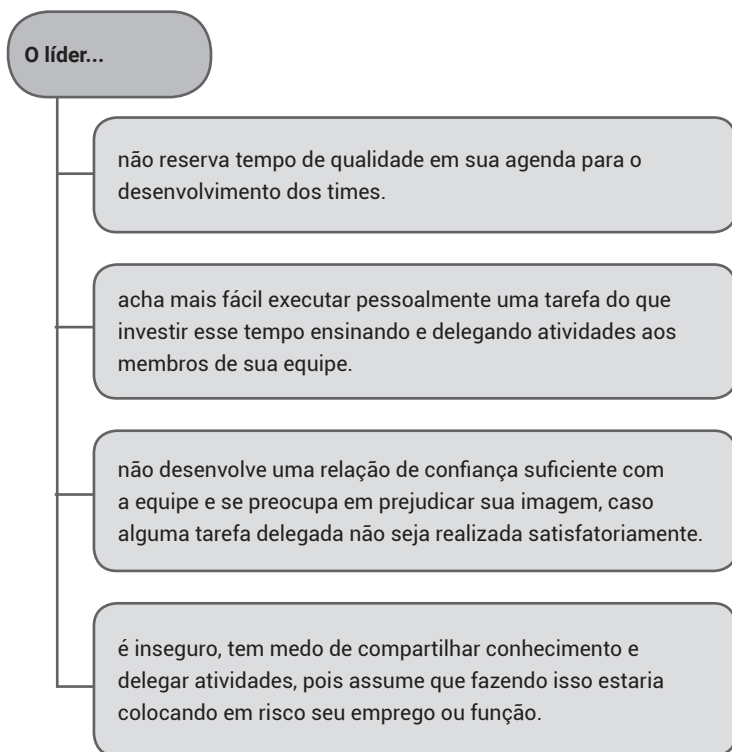 O líder...
não reserva tempo de qualidade em sua agenda para o
desenvolvimento dos times.
acha mais fácil executar pessoalmente uma tarefa do que
investir esse tempo ensinando e delegando atividades aos
membros de sua equipe.
não desenvolve uma relação de confiança suficiente com
a equipe e se preocupa em prejudicar sua imagem, caso
alguma tarefa delegada não seja realizada satisfatoriamente.
é inseguro, tem medo de compartilhar conhecimento e
delegar atividades, pois assume que fazendo isso estaria
colocando em risco seu emprego ou função.